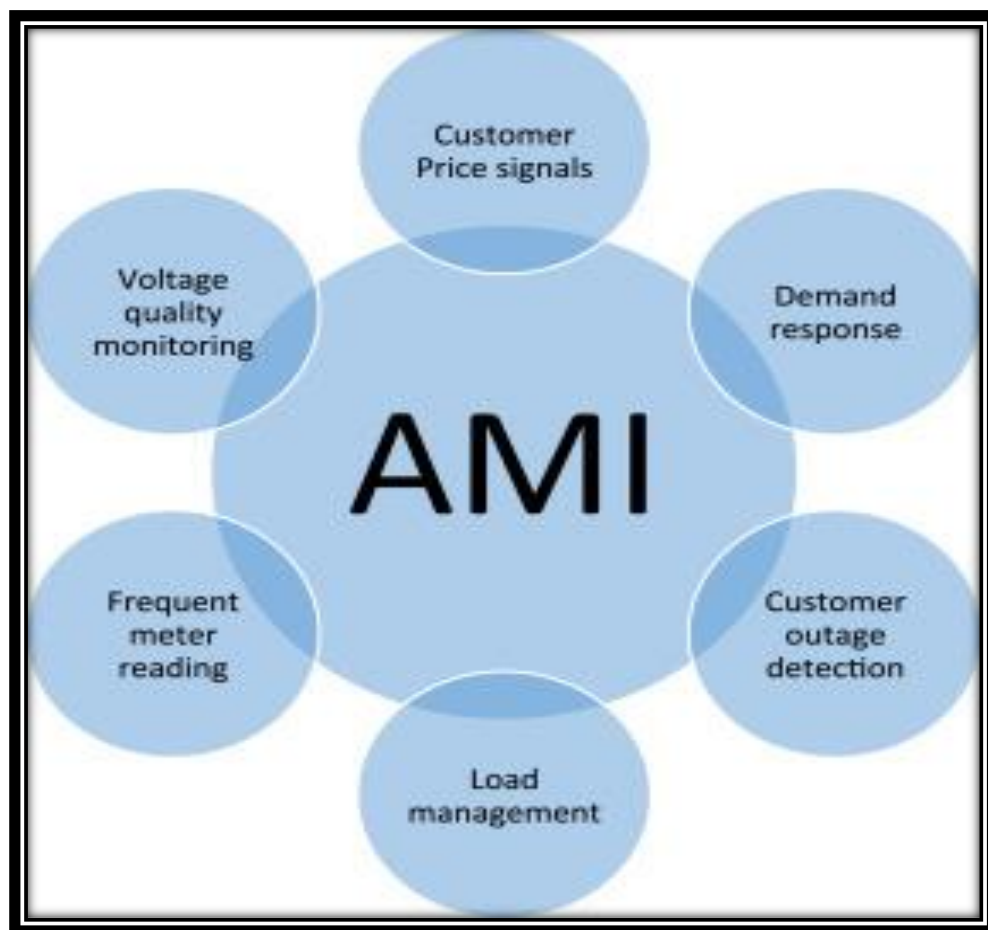 Customer
Price signals
Voltage
quality
monitoring
Demand
response
AMI
Frequent
meter
reading
Customer
outage
detection
Load
management